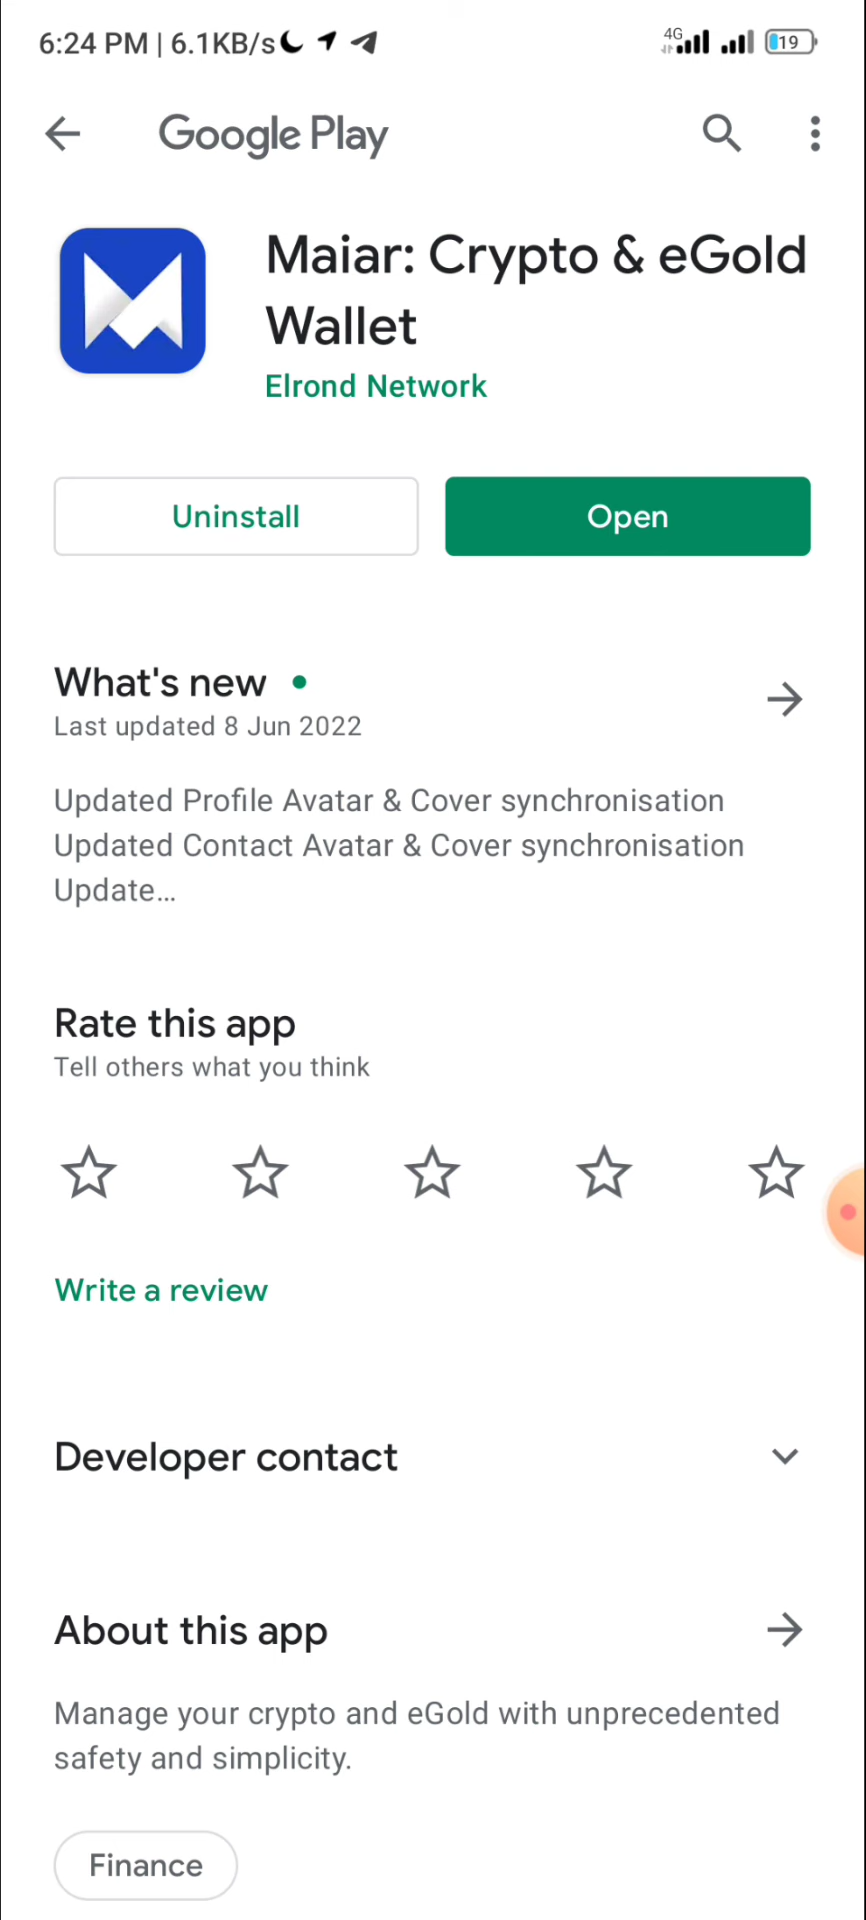 6:24 PM | 6.1KB/s 4G 19
Google Play
Maiar: Crypto & eGold
Wallet
Elrond Network
Uninstall Open
What's new
Last updated 8 Jun 2022
Updated Profile Avatar & Cover synchronisation
Updated Contact Avatar & Cover synchronisation
Update...
Rate this app
Tell others what you think
Write a review
Developer contact
About this app
Manage your crypto and eGold with unprecedented
safety and simplicity.
Finance